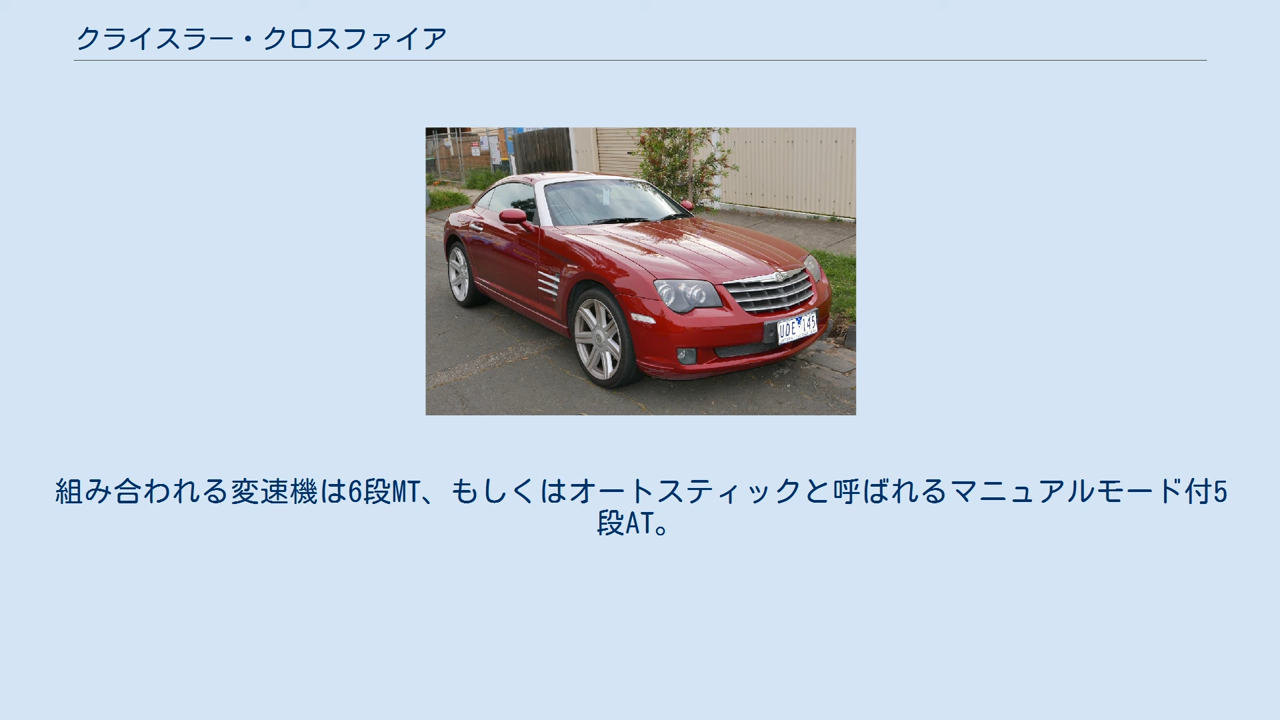 クライスラー・クロスファイア
UDE 145
組み合われる変速機は6段MT、もしくはオートスティックと呼ばれるマニュアルモード付5
段AT。